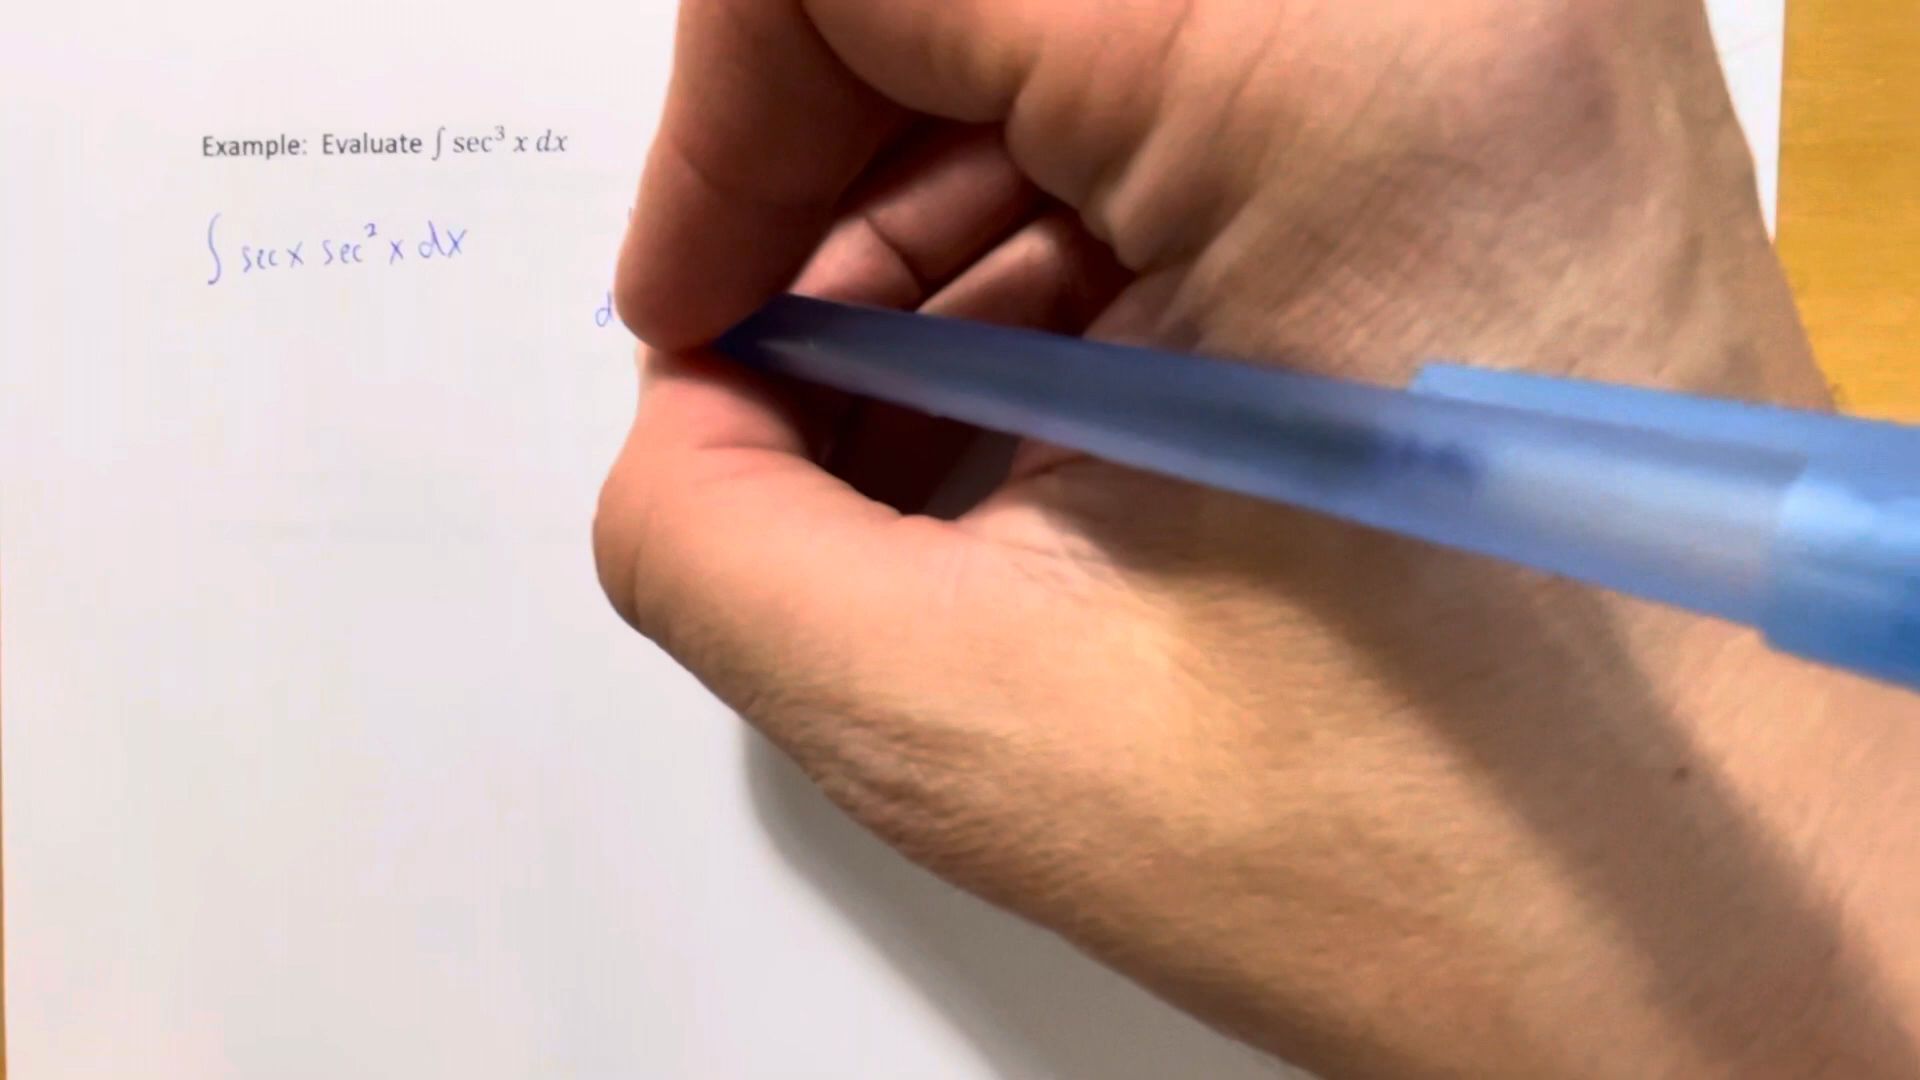 Example: Evaluate ∫ sec³ x dx
∫ sec x sec² x dx
d